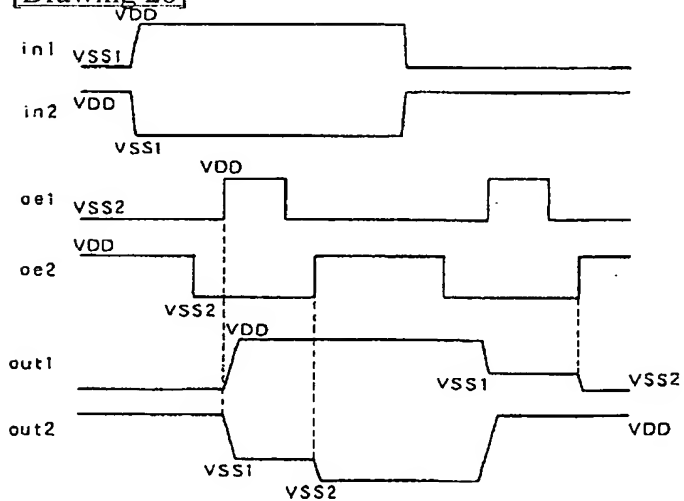 [Drawing 20]
VDD
in1 VSS1
in2 VDD
VSS1
VDD
oe1 VSS2
VDD
oe2
VSS2
VDD
out1
VSS1 VSS2
out2
VDD
VSS1
VSS2